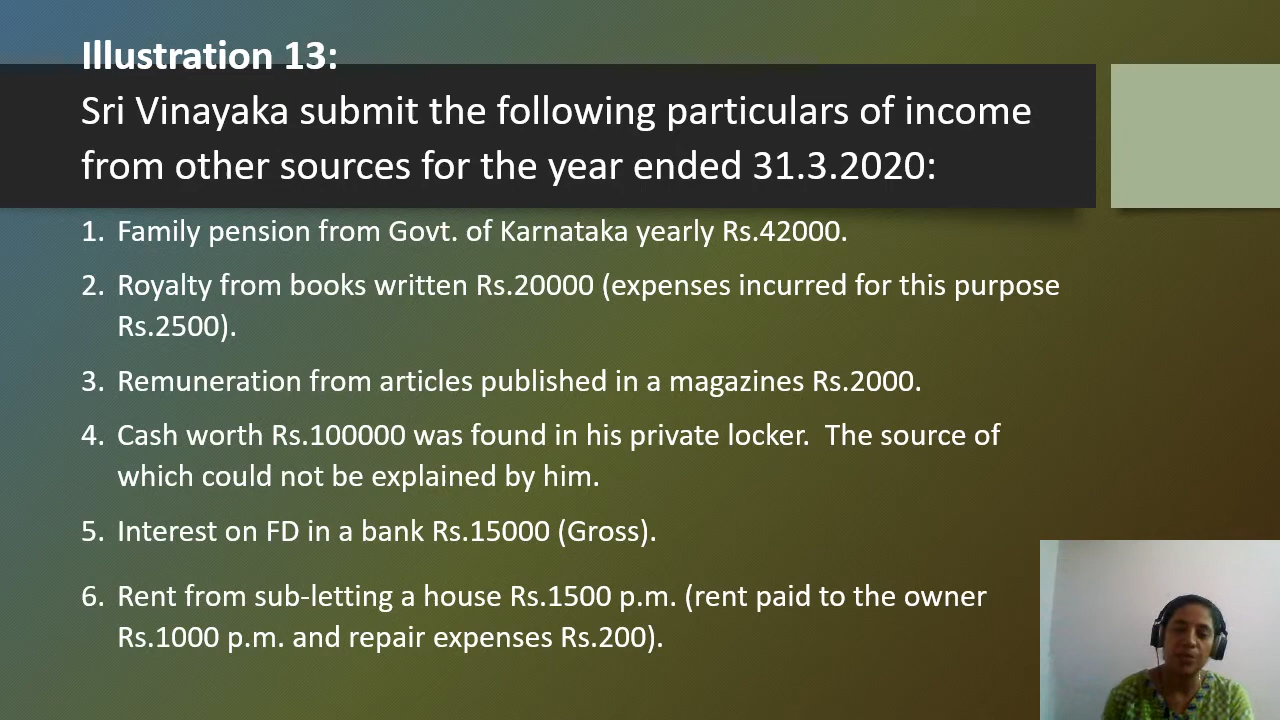 Illustration 13:
Sri Vinayaka submit the following particulars of income
from other sources for the year ended 31.3.2020:
1. Family pension from Govt. of Karnataka yearly Rs.42000.
2. Royalty from books written Rs.20000 (expenses incurred for this purpose
Rs.2500).
3. Remuneration from articles published in a magazines Rs.2000.
4. Cash worth Rs.100000 was found in his private locker.  The source of
which could not be explained by him.
5. Interest on FD in a bank Rs.15000 (Gross).
6. Rent from sub-letting a house Rs.1500 p.m. (rent paid to the owner
Rs.1000 p.m. and repair expenses Rs.200).